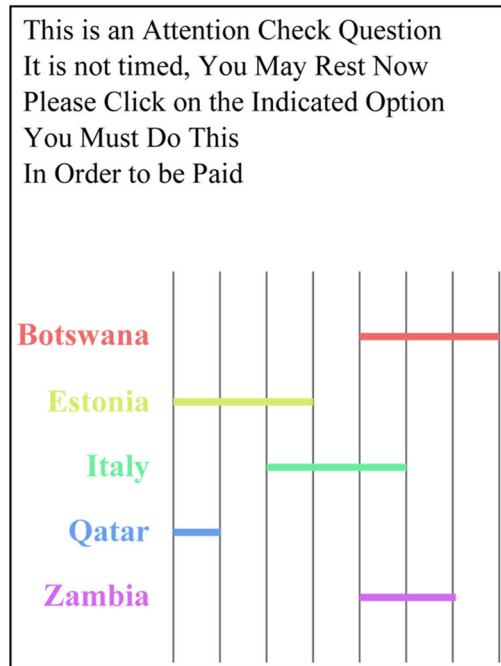 This is an Attention Check Question
It is not timed, You May Rest Now
Please Click on the Indicated Option
You Must Do This
In Order to be Paid
Botswana
Estonia
Italy
Qatar
Zambia